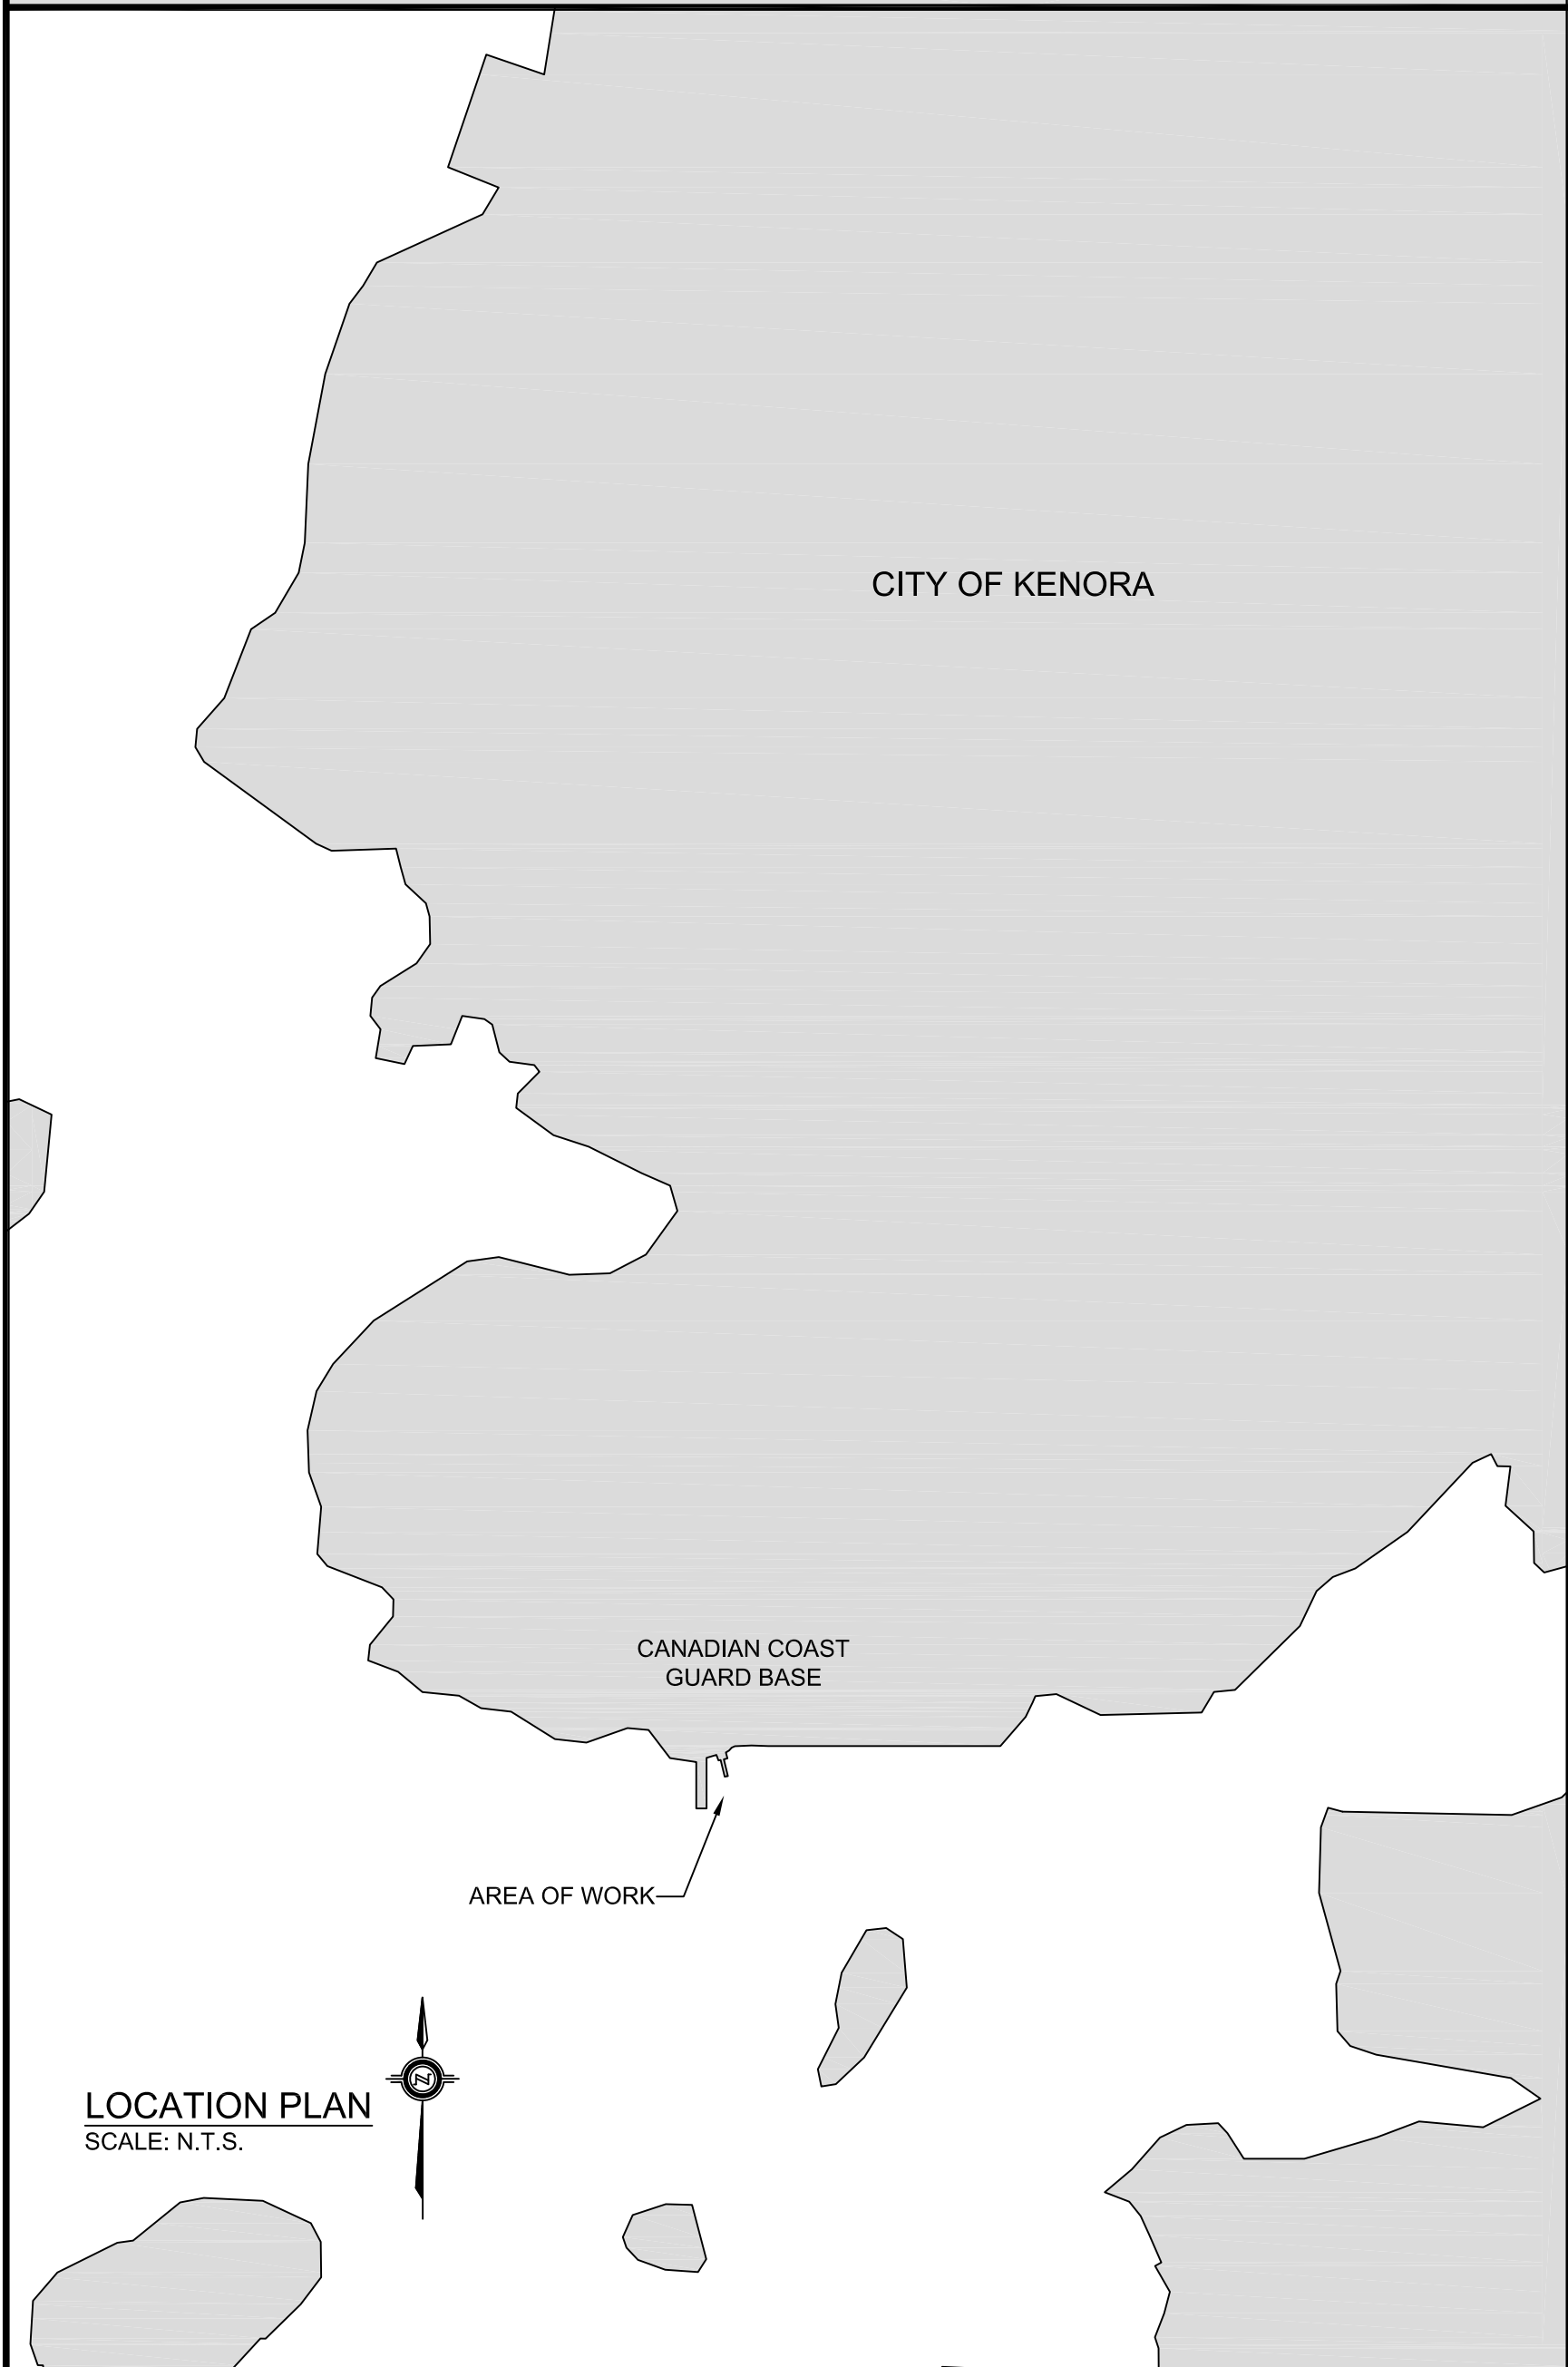 CITY OF KENORA
CANADIAN COAST
GUARD BASE
AREA OF WORK
N
LOCATION PLAN
SCALE: N.T.S.